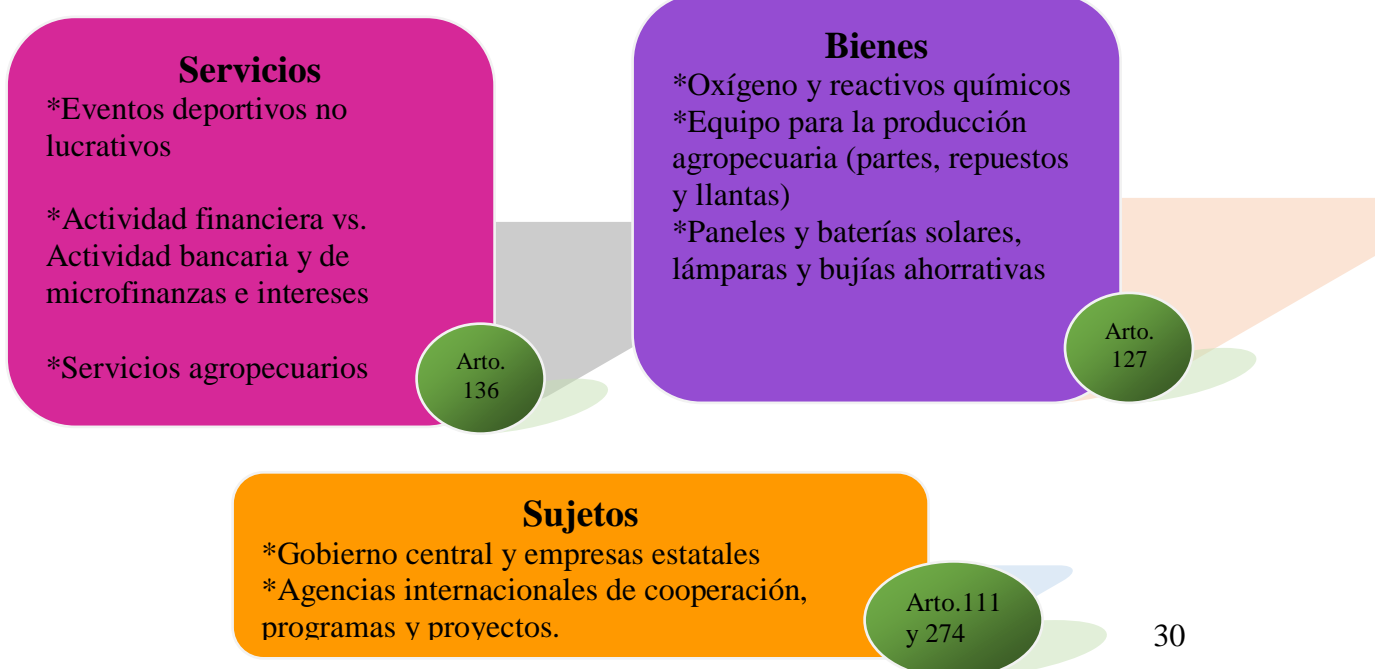 Servicios
*Eventos deportivos no
lucrativos
*Actividad financiera vs.
Actividad bancaria y de
microfinanzas e intereses
*Servicios agropecuarios
Arto.
136
Bienes
*Oxígeno y reactivos químicos
*Equipo para la producción
agropecuaria (partes, repuestos
y llantas)
*Paneles y baterías solares,
lámparas y bujías ahorrativas
Arto.
127
Sujetos
*Gobierno central y empresas estatales
*Agencias internacionales de cooperación,
programas y proyectos.
Arto.111
y 274
30